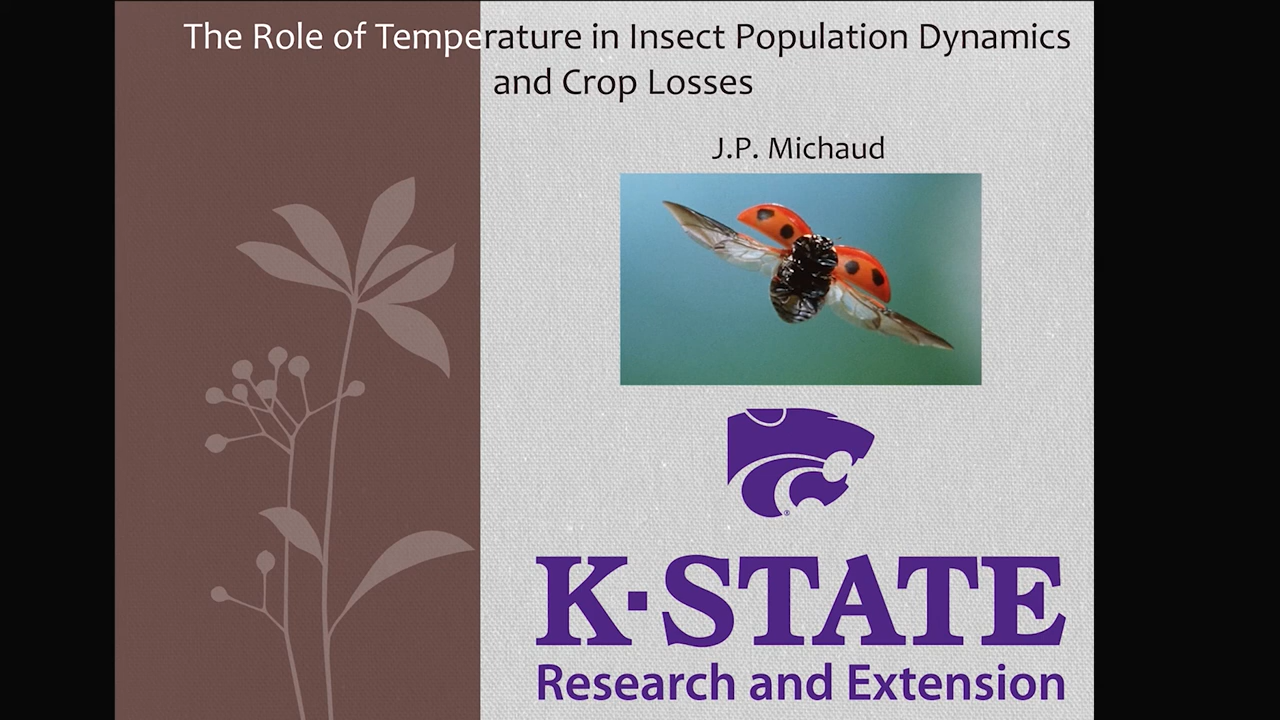 The Role of Temperature in Insect Population Dynamics
and Crop Losses
J.P. Michaud
K·STATE
Research and Extension